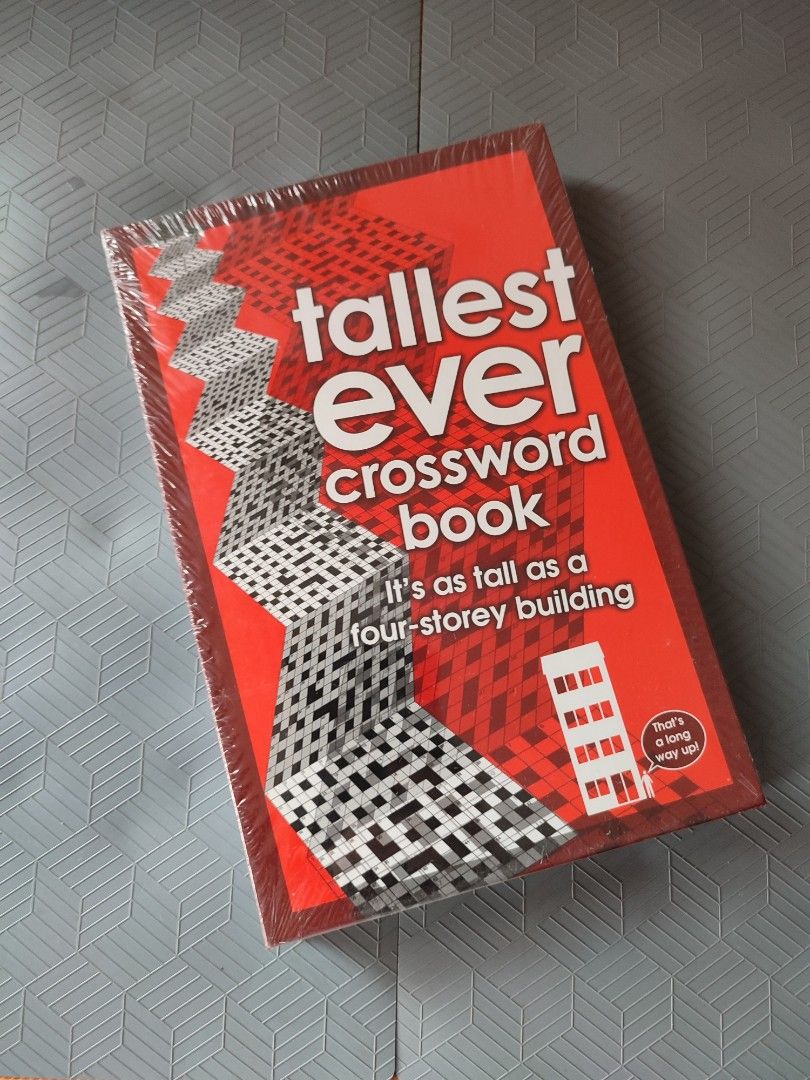 tallest
ever
crossword
book
It's as tall as a
four-storey building
That's
a long
way up!